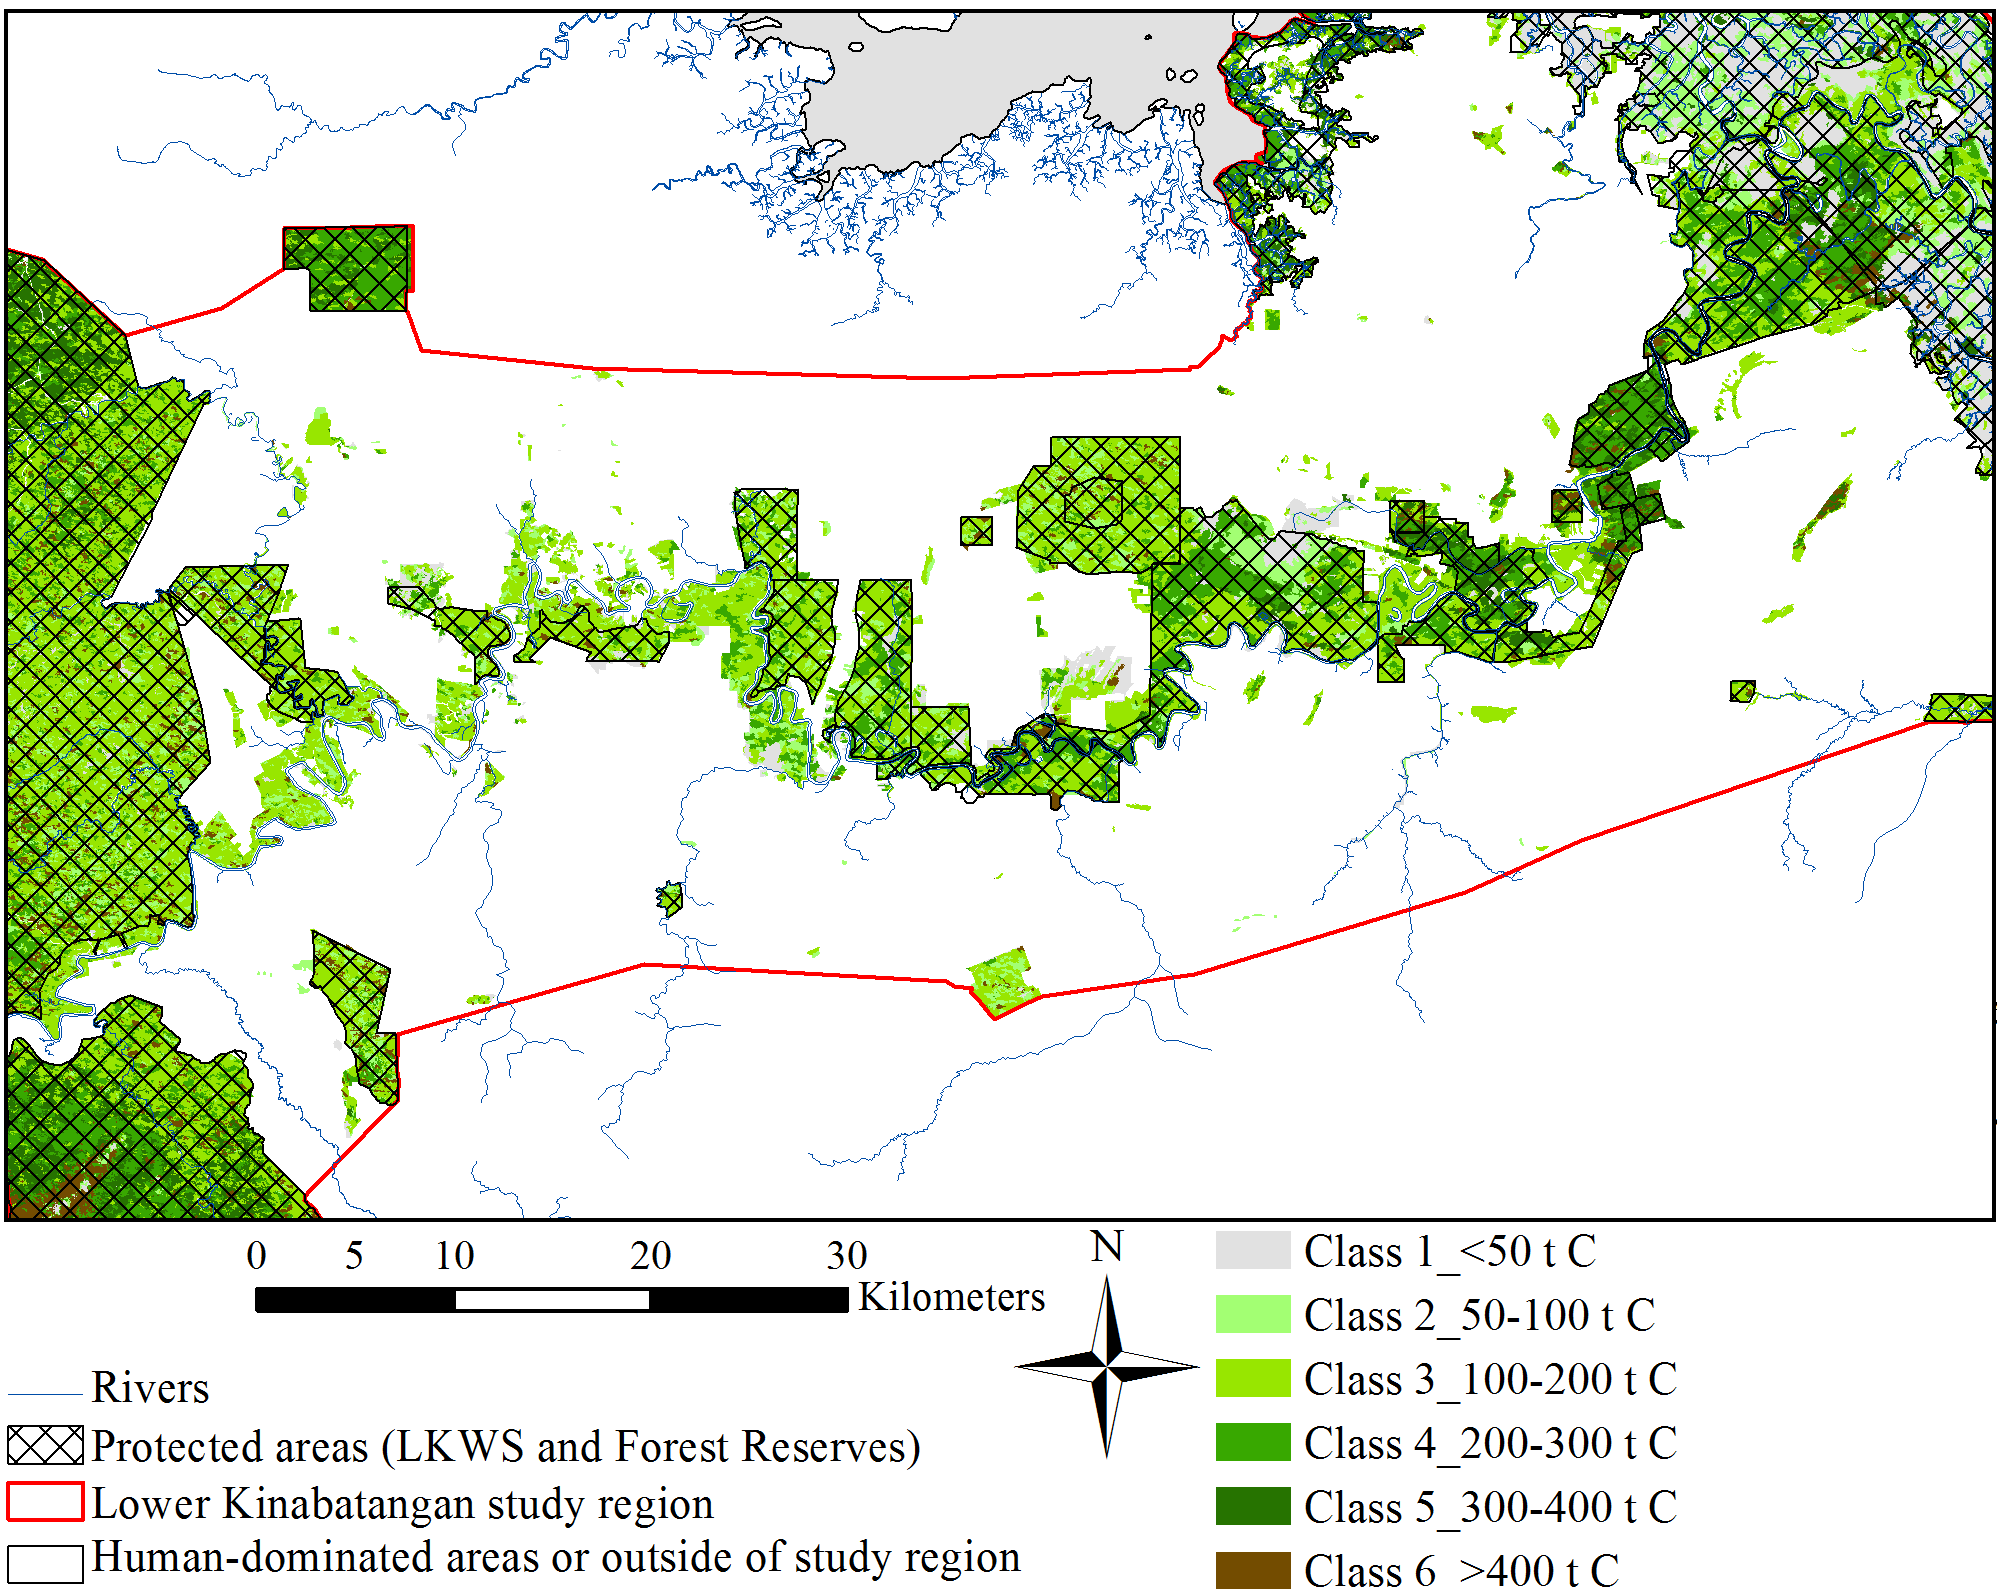 0 5 10 20 30
Kilometers
N
Rivers
Protected areas (LKWS and Forest Reserves)
Lower Kinabatangan study region
Human-dominated areas or outside of study region
Class 1_<50 t C
Class 2_50-100 t C
Class 3_100-200 t C
Class 4_200-300 t C
Class 5_300-400 t C
Class 6 >400 t C